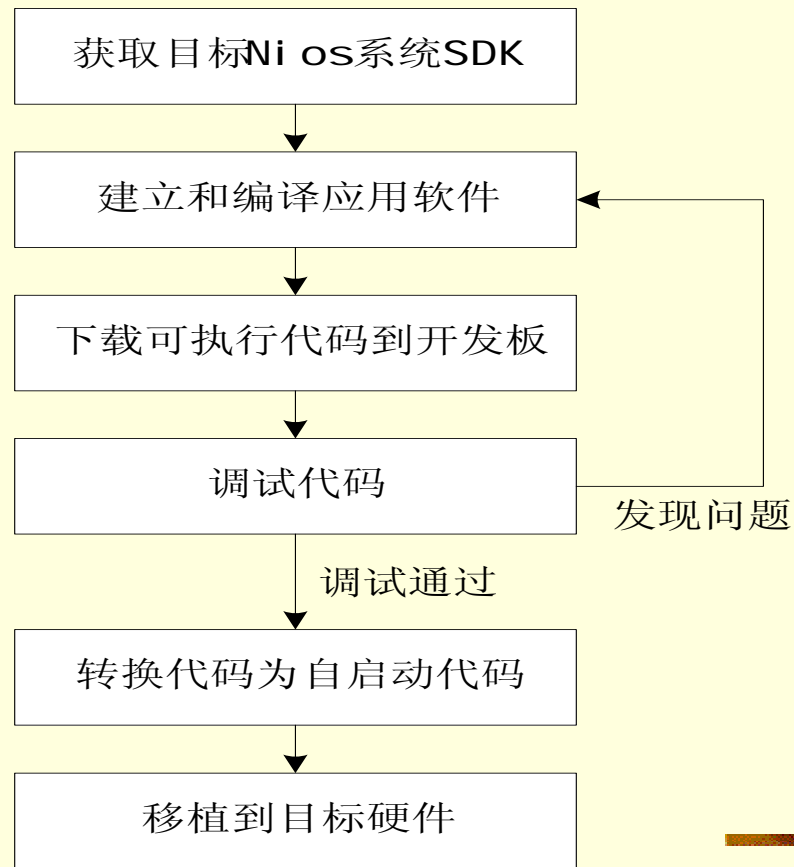 获取目标Nios系统SDK
建立和编译应用软件
下载可执行代码到开发板
调试代码
发现问题
调试通过
转换代码为自启动代码
移植到目标硬件